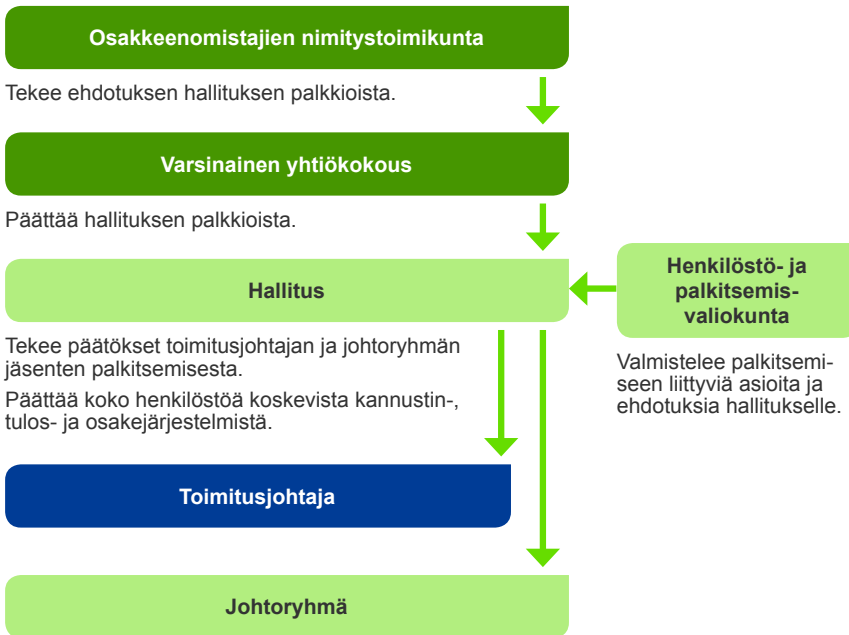 Osakkeenomistajien nimitystoimikunta
Tekee ehdotuksen hallituksen palkkioista.
Varsinainen yhtiökokous
Päättää hallituksen palkkioista.
Hallitus
Henkilöstö- ja
palkitsemis-
valiokunta
Tekee päätökset toimitusjohtajan ja johtoryhmän
jäsenten palkitsemisesta.
Päättää koko henkilöstöä koskevista kannustin-,
tulos- ja osakejärjestelmistä.
Valmistelee palkitsemi-
seen liittyviä asioita ja
ehdotuksia hallitukselle.
Toimitusjohtaja
Johtoryhmä